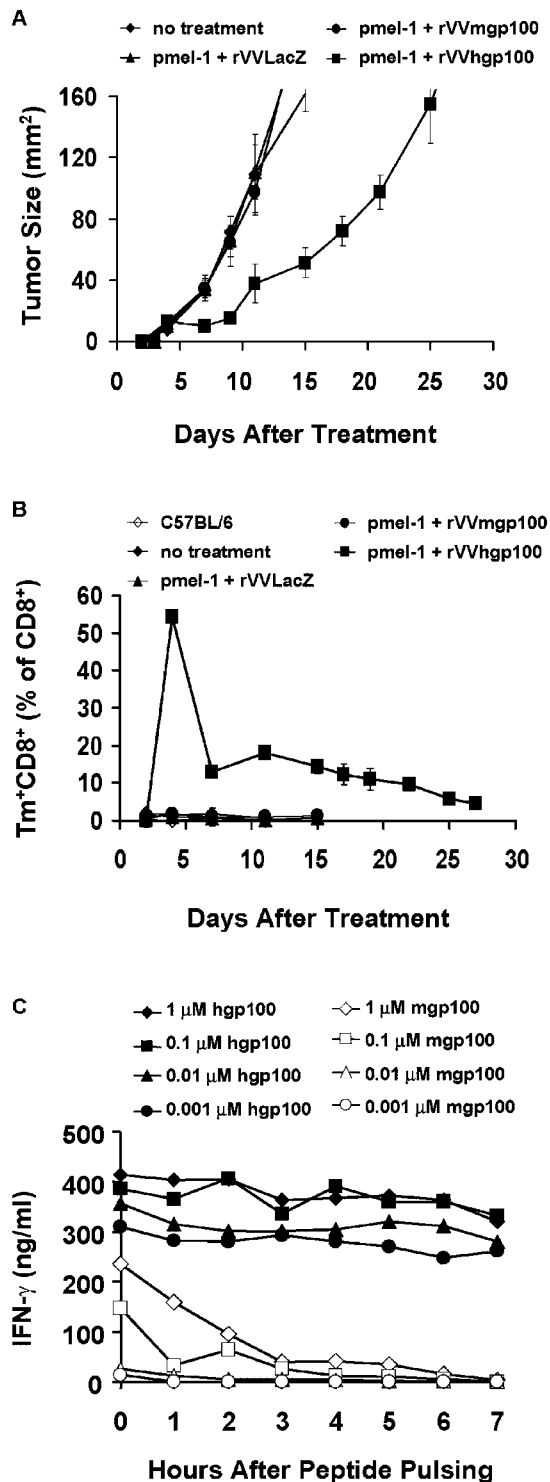 A
no treatment
pmel-1 + rVVmgp100
pmel-1 + rVVLacZ
pmel-1 + rVVhgp100
Tumor Size (mm²)
160
120
80
40
0
0 5 10 15 20 25 30
Days After Treatment
B
C57BL/6
pmel-1 + rVVmgp100
no treatment
pmel-1 + rVVhgp100
pmel-1 + rVVLacZ
Tm⁺CD8⁺ (% of CD8⁺)
60
50
40
30
20
10
0
0 5 10 15 20 25 30
Days After Treatment
C
1 μM hgp100
1 μM mgp100
0.1 μM hgp100
0.1 μM mgp100
0.01 μM hgp100
0.01 μM mgp100
0.001 μM hgp100
0.001 μM mgp100
IFN-γ (ng/ml)
500
400
300
200
100
0
0 1 2 3 4 5 6 7
Hours After Peptide Pulsing